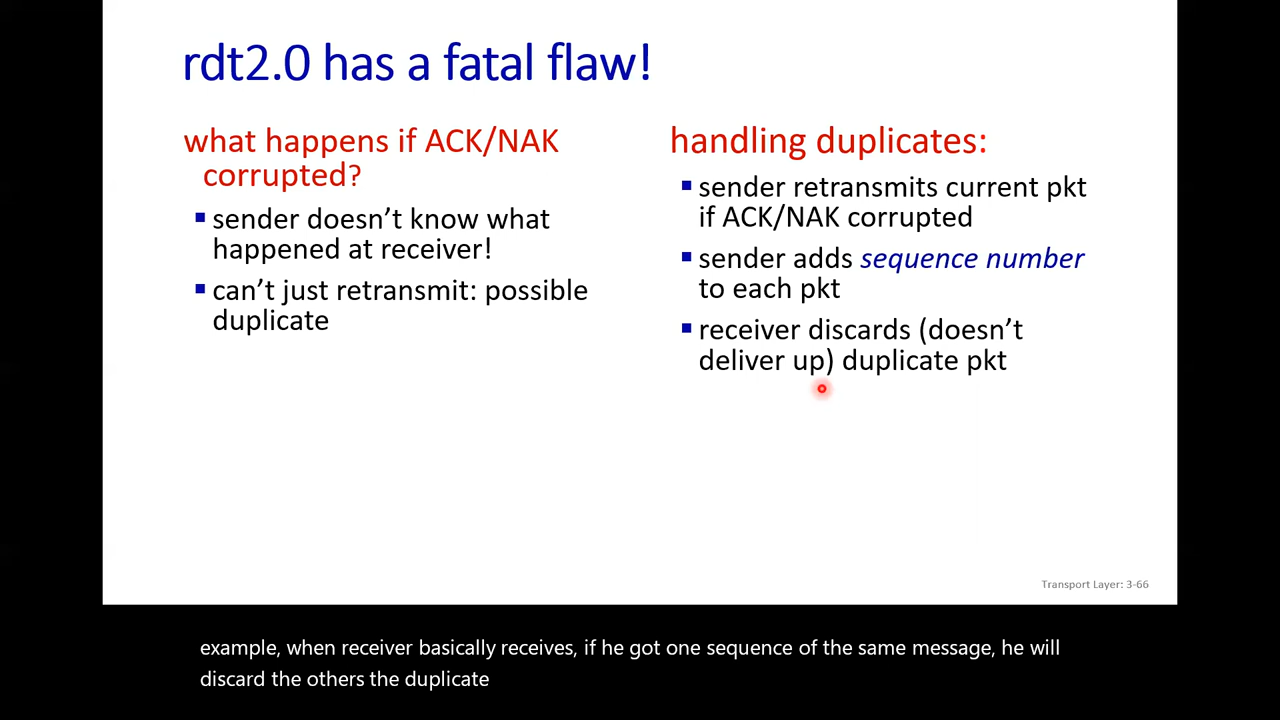 rdt2.0 has a fatal flaw!
what happens if ACK/NAK
corrupted?
▪ sender doesn’t know what
happened at receiver!
▪ can’t just retransmit: possible
duplicate
handling duplicates:
▪ sender retransmits current pkt
if ACK/NAK corrupted
▪ sender adds sequence number
to each pkt
▪ receiver discards (doesn’t
deliver up) duplicate pkt
Transport Layer: 3-66
example, when receiver basically receives, if he got one sequence of the same message, he will
discard the others the duplicate